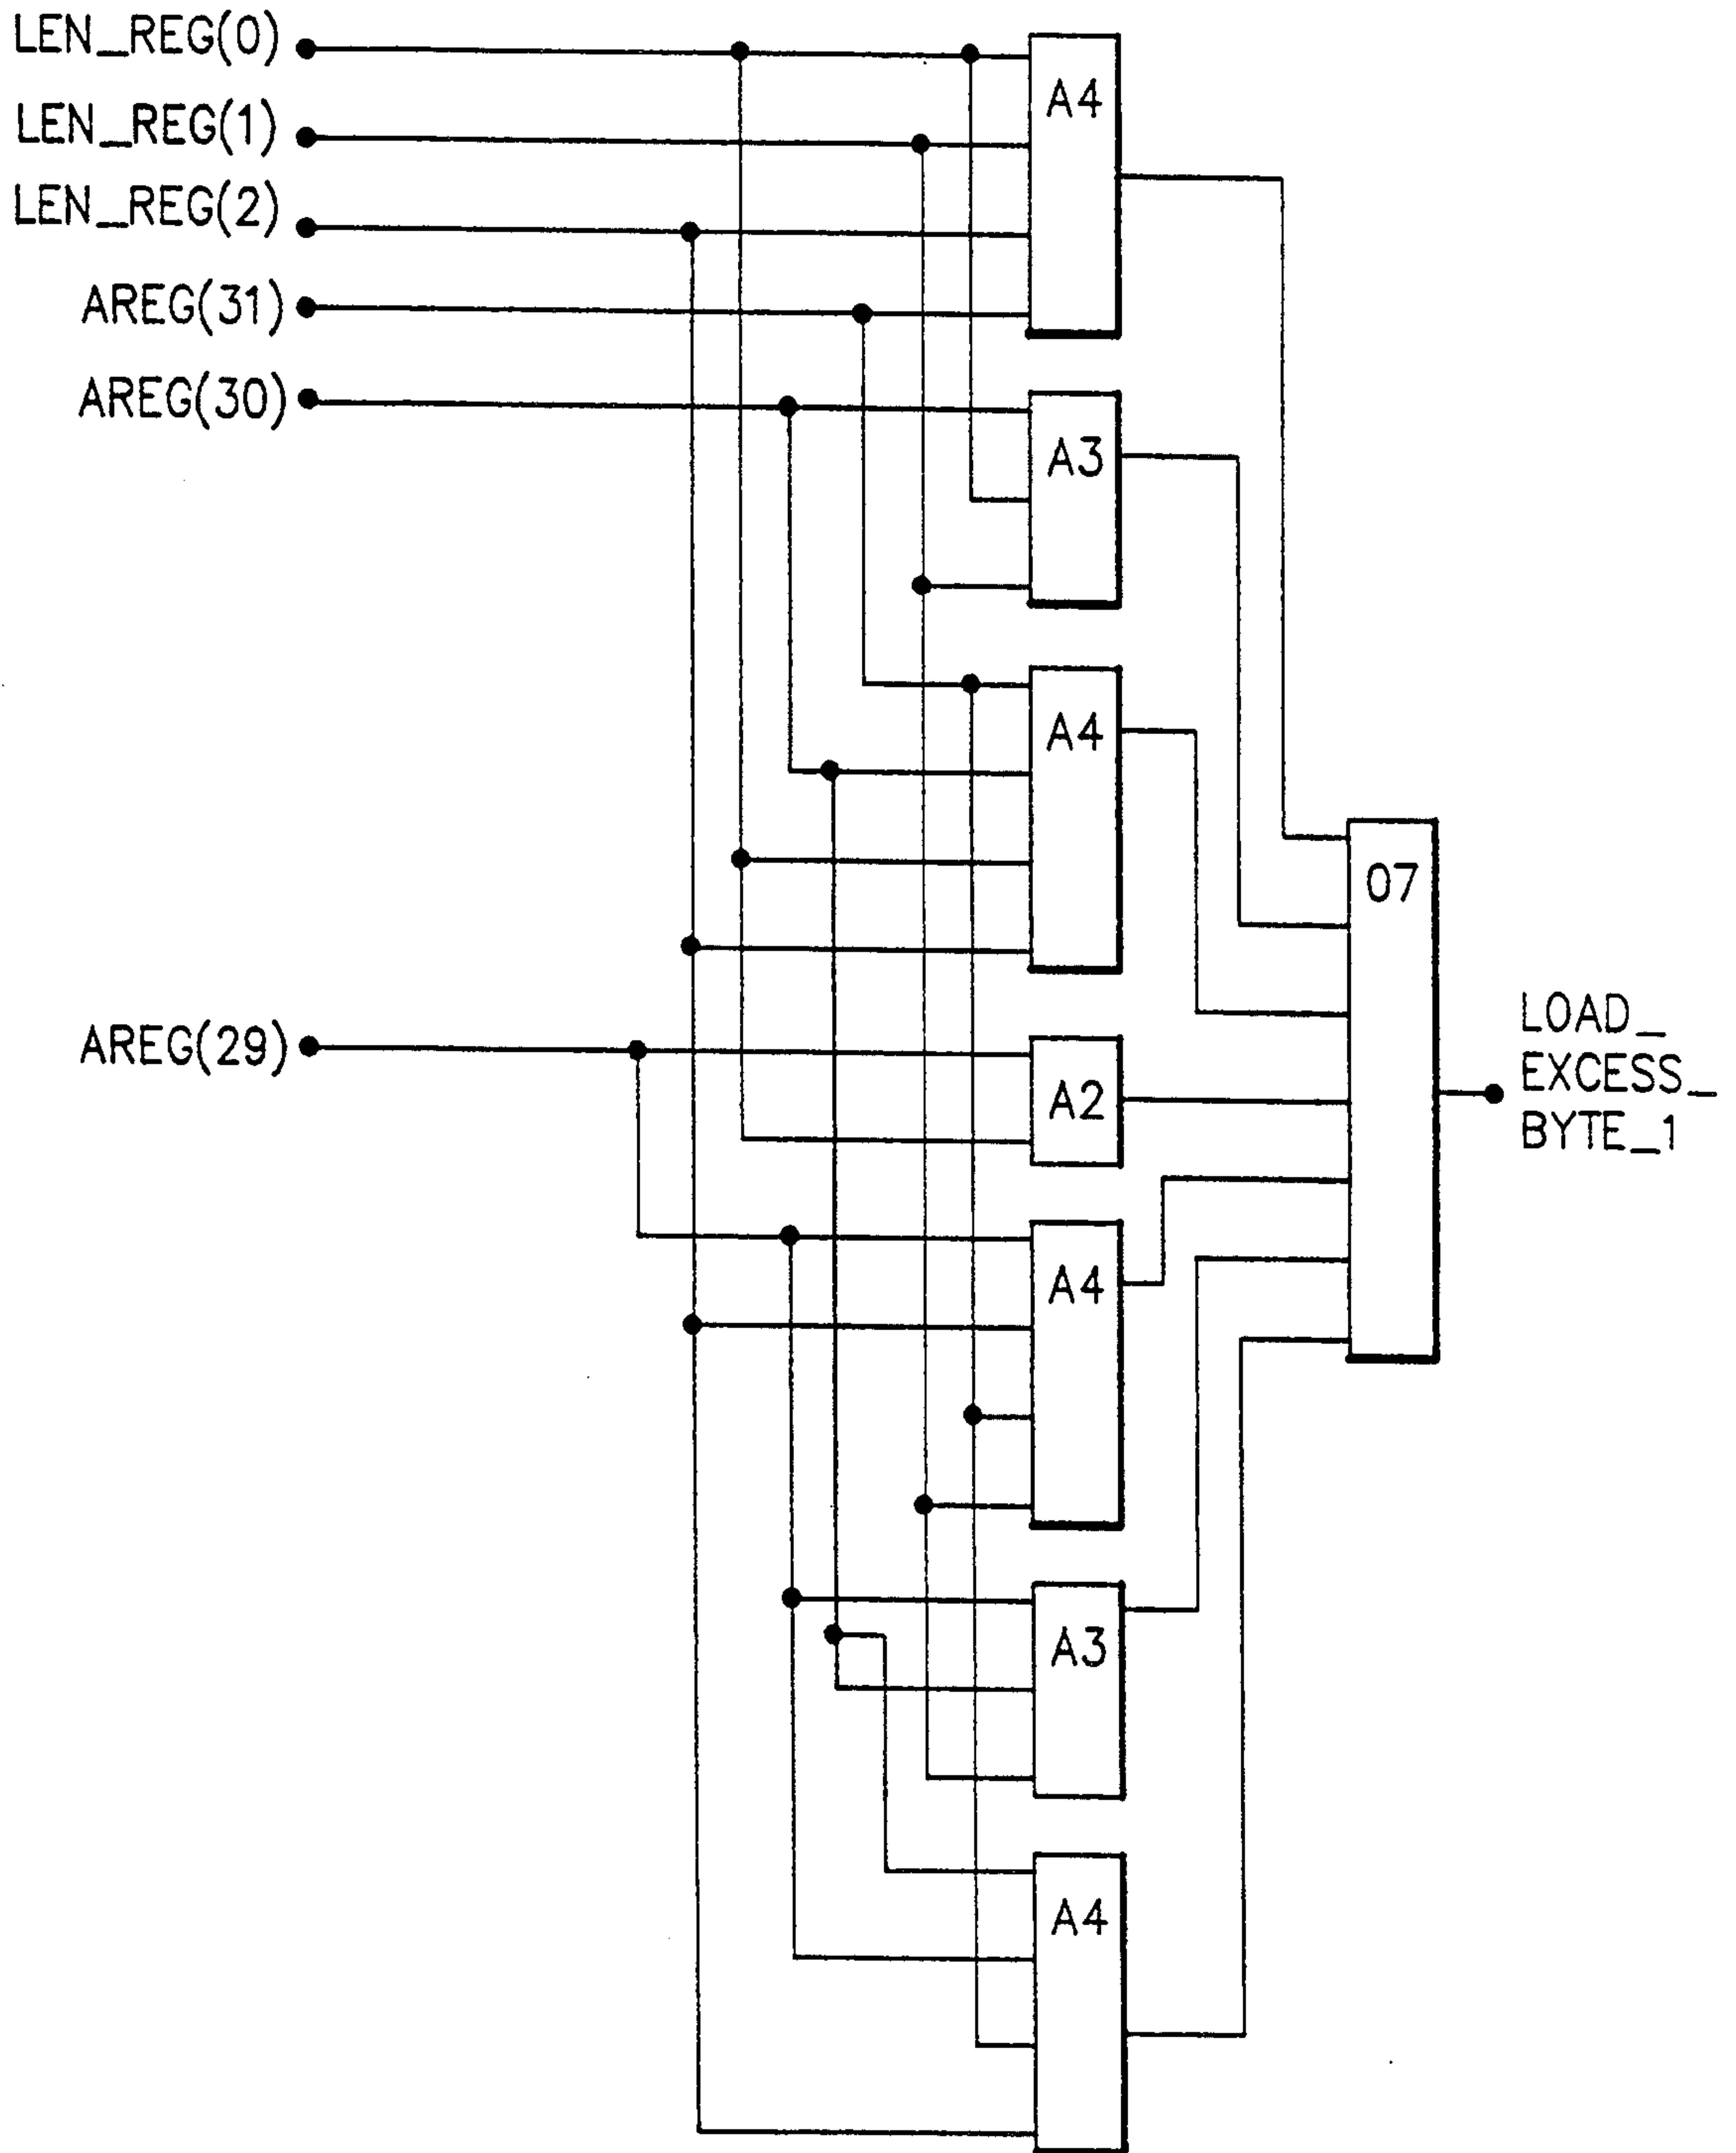 LEN_REG(0)
LEN_REG(1)
LEN_REG(2)
AREG(31)
AREG(30)
AREG(29)
A4
A3
A4
A2
A4
A3
A4
07
LOAD_
EXCESS_
BYTE_1